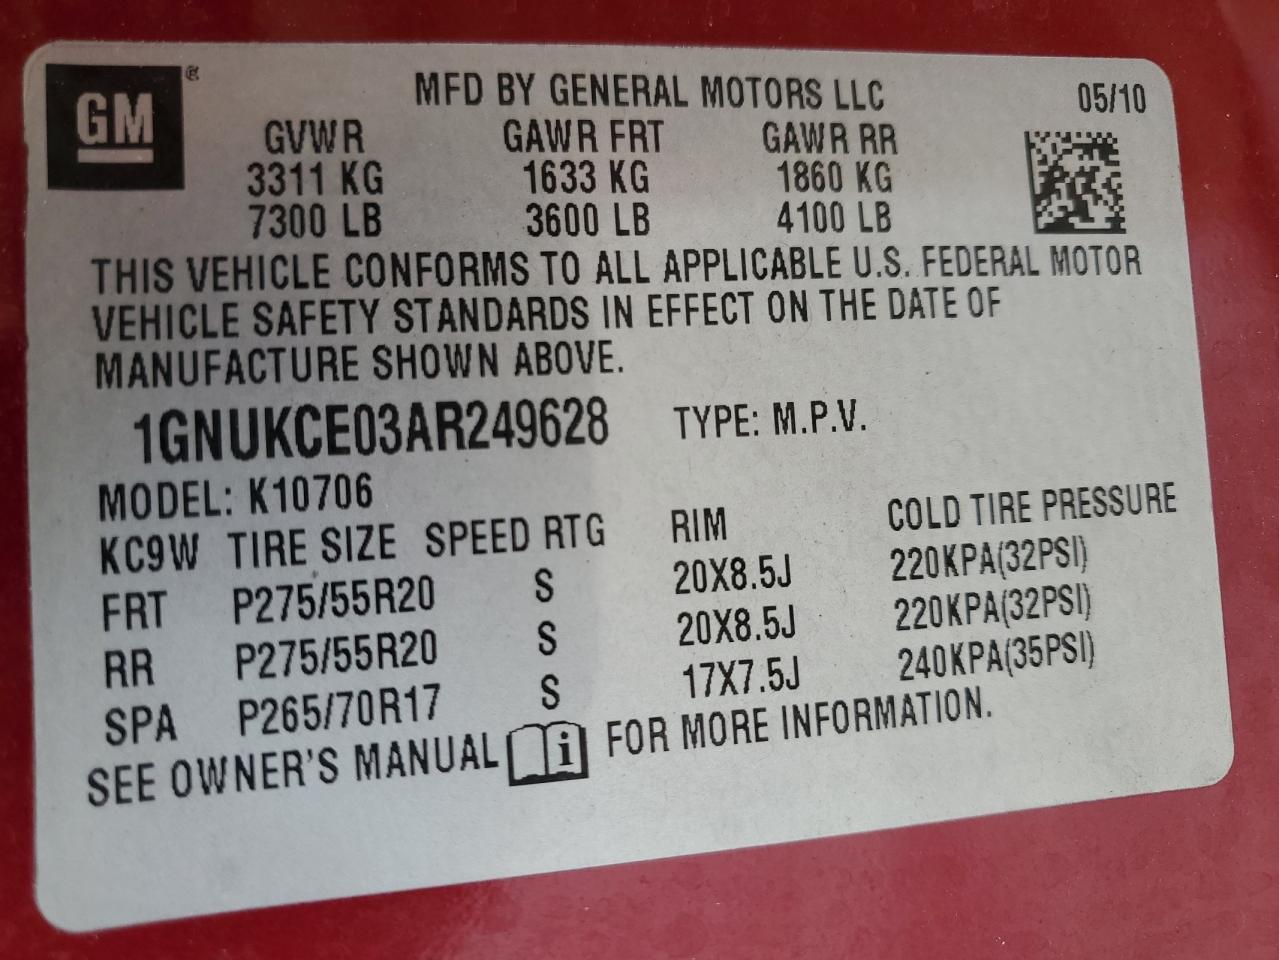 GM
MFD BY GENERAL MOTORS LLC 05/10
GVWR GAWR FRT GAWR RR
3311 KG 1633 KG 1860 KG
7300 LB 3600 LB 4100 LB
THIS VEHICLE CONFORMS TO ALL APPLICABLE U.S. FEDERAL MOTOR
VEHICLE SAFETY STANDARDS IN EFFECT ON THE DATE OF
MANUFACTURE SHOWN ABOVE.
1GNUKCE03AR249628 TYPE: M.P.V.
MODEL: K10706
KC9W TIRE SIZE SPEED RTG RIM COLD TIRE PRESSURE
FRT P275/55R20 S 20X8.5J 220KPA(32PSI)
RR P275/55R20 S 20X8.5J 220KPA(32PSI)
SPA P265/70R17 S 17X7.5J 240KPA(35PSI)
SEE OWNER'S MANUAL i FOR MORE INFORMATION.